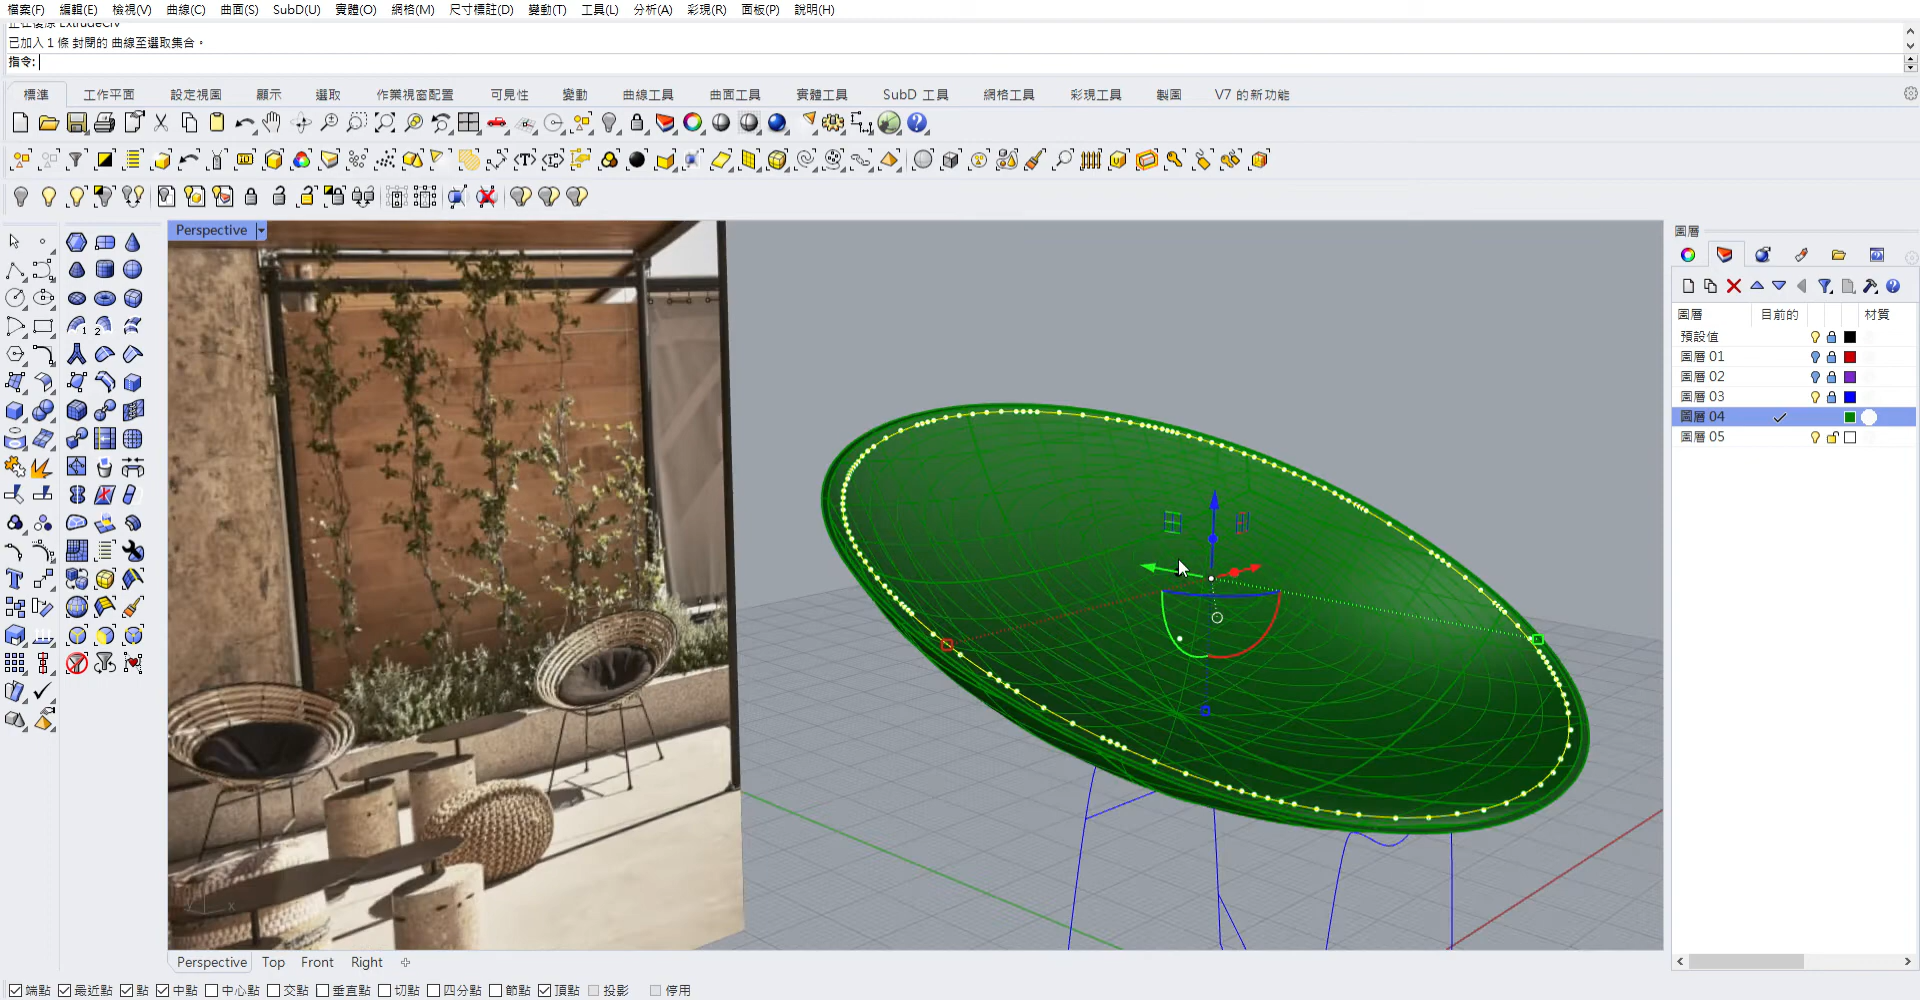 檔案(F) 編輯(E) 檢視(V) 曲線(C) 曲面(S) SubD(U) 實體(O) 網格(M) 尺寸標註(D) 變動(T) 工具(L) 分析(A) 彩現(R) 面板(P) 說明(H)
正在復原 ExtrudeCrv
已加入 1 條 封閉的 曲線至選取集合。
指令:
標準 工作平面 設定視圖 顯示 選取 作業視窗配置 可見性 變動 曲線工具 曲面工具 實體工具 SubD 工具 網格工具 彩現工具 製圖 V7 的新功能
Perspective
圖層
圖層 目前的 材質
預設值
圖層 01
圖層 02
圖層 03
圖層 04
圖層 05
x
Perspective Top Front Right
端點 最近點 點 中點 中心點 交點 垂直點 切點 四分點 節點 頂點 投影 停用